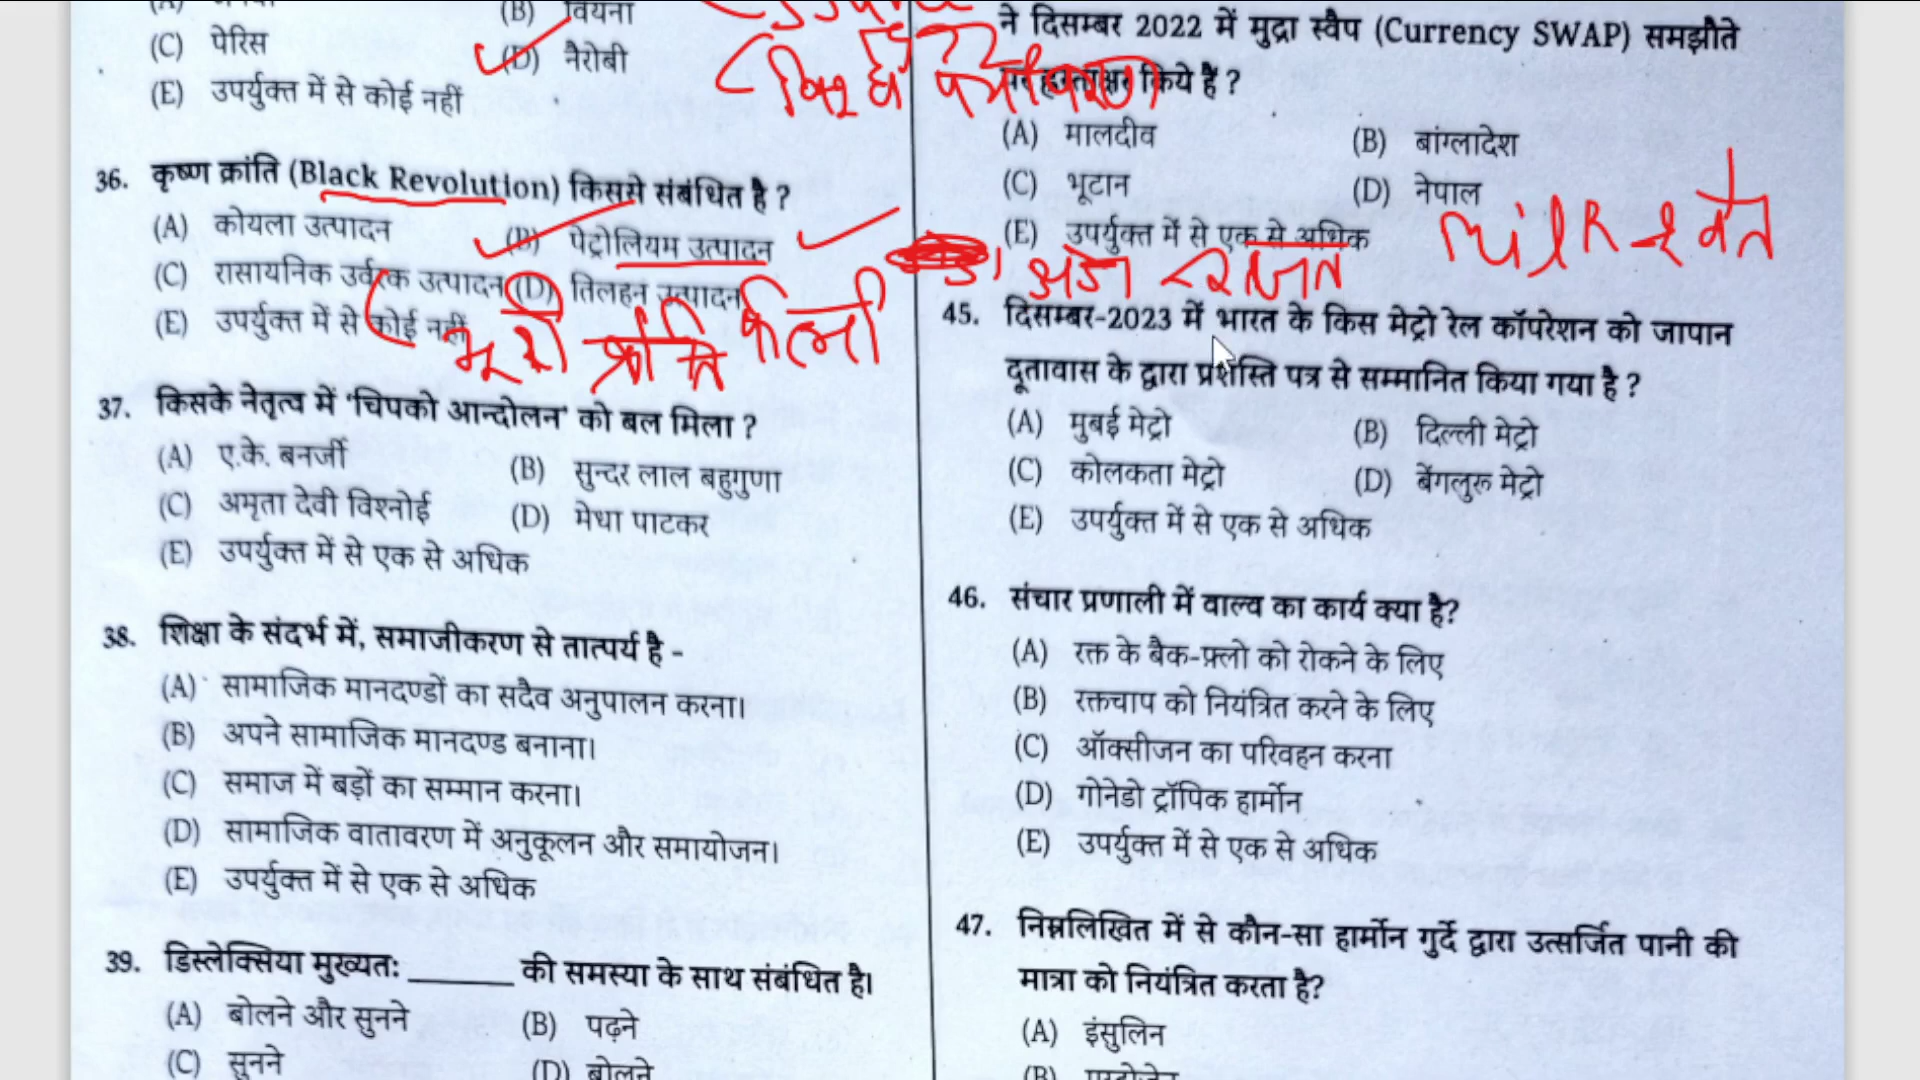 (B) वियना
(C) पेरिस
(D) नैरोबी
(E) उपर्युक्त में से कोई नहीं
36. कृष्ण क्रांति (Black Revolution) किससे संबंधित है ?
(A) कोयला उत्पादन
(B) पेट्रोलियम उत्पादन
(C) रासायनिक उर्वरक उत्पादन (D) तिलहन उत्पादन
(E) उपर्युक्त में से कोई नहीं
37. किसके नेतृत्व में 'चिपको आन्दोलन' को बल मिला ?
(A) ए.के. बनर्जी
(B) सुन्दर लाल बहुगुणा
(C) अमृता देवी विश्नोई
(D) मेधा पाटकर
(E) उपर्युक्त में से एक से अधिक
38. शिक्षा के संदर्भ में, समाजीकरण से तात्पर्य है -
(A) सामाजिक मानदण्डों का सदैव अनुपालन करना।
(B) अपने सामाजिक मानदण्ड बनाना।
(C) समाज में बड़ों का सम्मान करना।
(D) सामाजिक वातावरण में अनुकूलन और समायोजन।
(E) उपर्युक्त में से एक से अधिक
39. डिस्लेक्सिया मुख्यतः ______ की समस्या के साथ संबंधित है।
(A) बोलने और सुनने
(B) पढ़ने
(C) सुनने
(D) बोलने
ने दिसम्बर 2022 में मुद्रा स्वैप (Currency SWAP) समझौते
पर हस्ताक्षर किये हैं ?
(A) मालदीव
(B) बांग्लादेश
(C) भूटान
(D) नेपाल
(E) उपर्युक्त में से एक से अधिक
45. दिसम्बर-2023 में भारत के किस मेट्रो रेल कॉपरेशन को जापान
दूतावास के द्वारा प्रशस्ति पत्र से सम्मानित किया गया है ?
(A) मुबई मेट्रो
(B) दिल्ली मेट्रो
(C) कोलकता मेट्रो
(D) बेंगलुरू मेट्रो
(E) उपर्युक्त में से एक से अधिक
46. संचार प्रणाली में वाल्व का कार्य क्या है?
(A) रक्त के बैक-फ़्लो को रोकने के लिए
(B) रक्तचाप को नियंत्रित करने के लिए
(C) ऑक्सीजन का परिवहन करना
(D) गोनेडो ट्रॉपिक हार्मोन
(E) उपर्युक्त में से एक से अधिक
47. निम्नलिखित में से कौन-सा हार्मोन गुर्दे द्वारा उत्सर्जित पानी की
मात्रा को नियंत्रित करता है?
(A) इंसुलिन